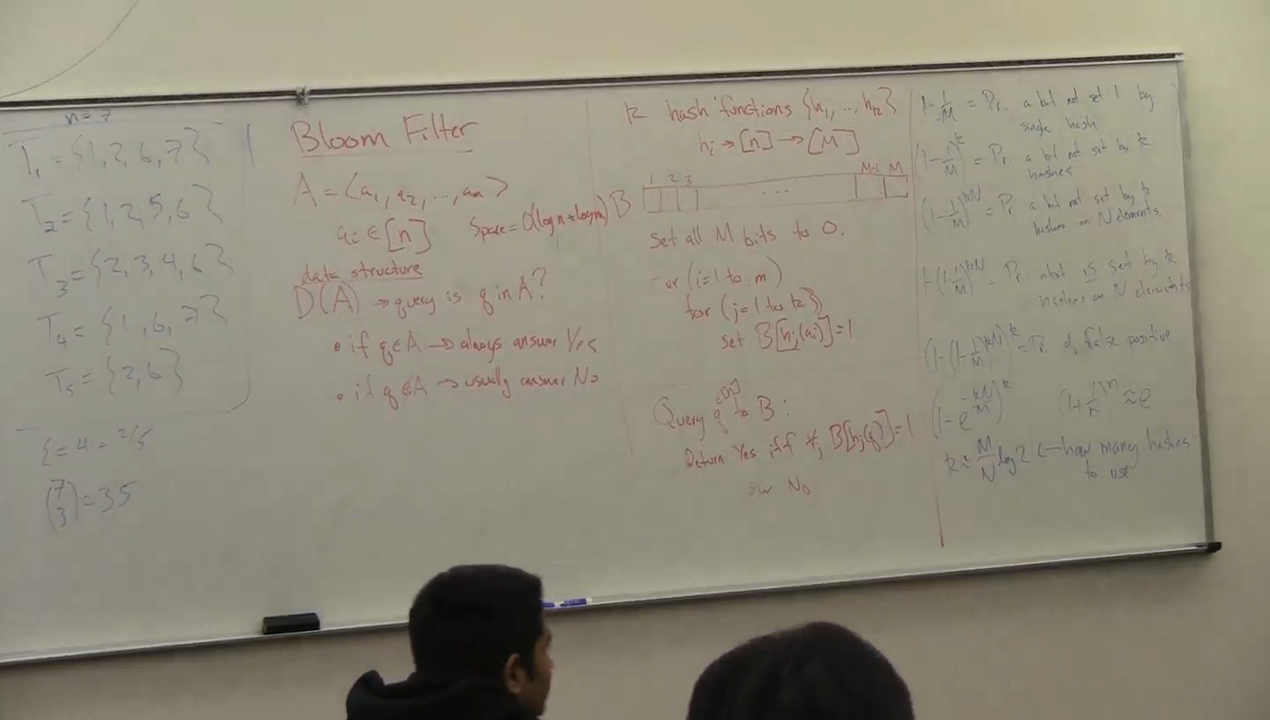 n = 7
T₁ = {1, 2, 6, 7}
T₂ = {1, 2, 5, 6}
T₃ = {2, 3, 4, 6}
T₄ = {1, 6, 7}
T₅ = {2, 6}
= 4 = 2/5
(7 3) = 35
Bloom Filter
A = <a₁, a₂, ..., aₘ>
aᵢ ∈ [n]
Space = O(log n + log m)
data structure
D(A) → query is q in A?
• if q∈A → always answer Yes
• if q∉A → usually answer No
k hash functions {h₁, ... hₖ}
hᵢ → [n] → [M]
1 2 3 M-1 M
B ...
Set all M bits to 0.
(i=1 to m)
for (j=1 to k)
set B[hⱼ(aᵢ)] = 1
Query q ∈[n] to B:
Return Yes iff ∀ⱼ B[hⱼ(q)] = 1
No
1 - 1/M = Pr. a bit not set 1 by
single hash
(1 - 1/M)^k = Pr. a bit not set by k
hashes
(1 - 1/M)^kN = Pr a bit not set by k
hashes on N elements
(1 - 1/M)^kN = Pr. a bit is set by k
hashes on N elements
(1 - (1 - 1/M)^kN)^k = Pr of false positive
(1 - e^(-kN/M))^k (1 + 1/n)^n ≈ e
k ≈ M/N log 2 ← how many hashes
to use